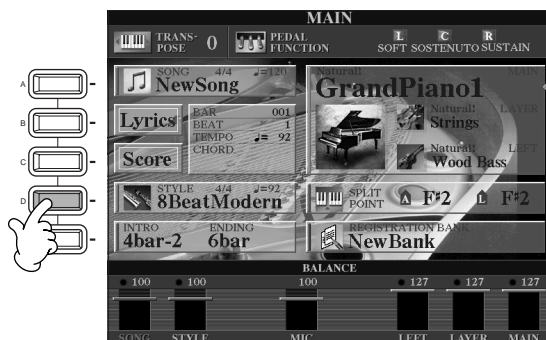 MAIN
TRANS-
POSE 0
PEDAL
FUNCTION
L C R
SOFT SOSTENUTO SUSTAIN
A
B
C
D
SONG 4/4 ♩=120
NewSong
Lyrics
Score
BAR 001
BEAT 1
TEMPO ♩= 92
CHORD
Natural! MAIN
GrandPiano1
Natural! LAYER
Strings
Natural! LEFT
Wood Bass
STYLE 4/4 ♩=92
8BeatModern
SPLIT
POINT A F♯2 L F♯2
INTRO ENDING
4bar-2 6bar
REGISTRATION BANK
NewBank
BALANCE
100 100 100 127 127 127
SONG STYLE MIC LEFT LAYER MAIN